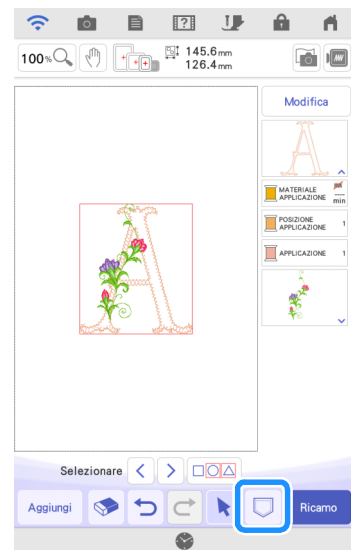 100 %
145.6 mm
126.4 mm
Modifica
MATERIALE
APPLICAZIONE
min
POSIZIONE
APPLICAZIONE 1
APPLICAZIONE 1
Selezionare
Aggiungi
Ricamo